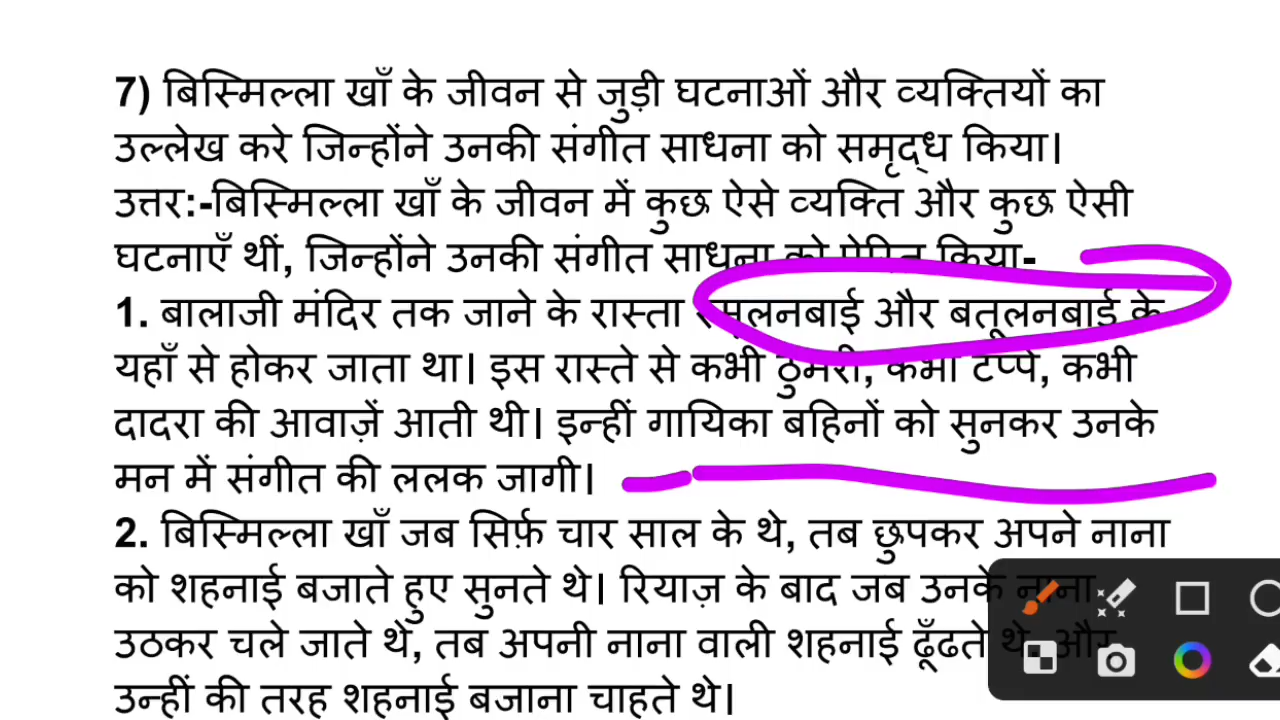 7) बिस्मिल्ला खाँ के जीवन से जुड़ी घटनाओं और व्यक्तियों का
उल्लेख करे जिन्होंने उनकी संगीत साधना को समृद्ध किया।
उत्तर:-बिस्मिल्ला खाँ के जीवन में कुछ ऐसे व्यक्ति और कुछ ऐसी
घटनाएँ थीं, जिन्होंने उनकी संगीत साधना को प्रेरित किया-
1. बालाजी मंदिर तक जाने के रास्ता रसूलनबाई और बतूलनबाई के
यहाँ से होकर जाता था। इस रास्ते से कभी ठुमरी, कभी टप्पे, कभी
दादरा की आवाज़ें आती थी। इन्हीं गायिका बहिनों को सुनकर उनके
मन में संगीत की ललक जागी।
2. बिस्मिल्ला खाँ जब सिर्फ़ चार साल के थे, तब छुपकर अपने नाना
को शहनाई बजाते हुए सुनते थे। रियाज़ के बाद जब उनके नाना
उठकर चले जाते थे, तब अपनी नाना वाली शहनाई ढूँढते थे और
उन्हीं की तरह शहनाई बजाना चाहते थे।